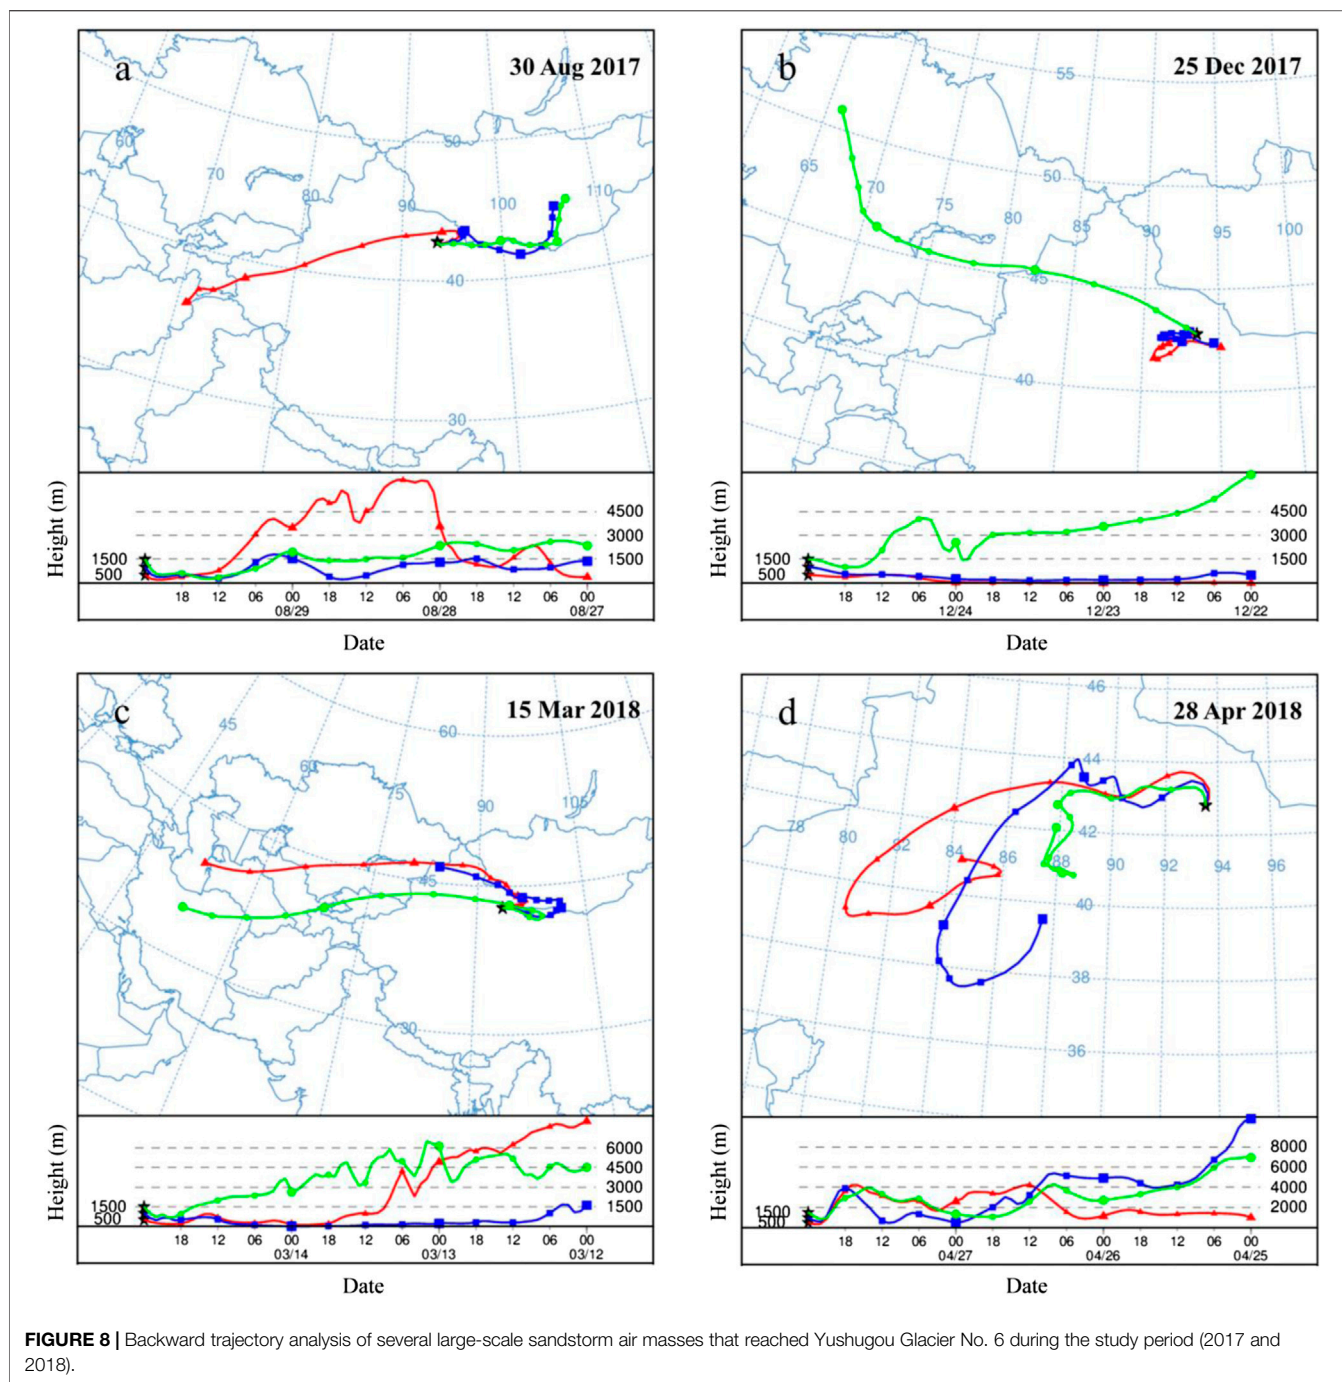 a
30 Aug 2017
60
50
70
80
90
100
110
40
30
Height (m)
4500
3000
1500
1500
500
18 12 06 00 18 12 06 00 18 12 06 00
08/29 08/28 08/27
Date
b
25 Dec 2017
55
65
50
70
75
80
90
95
100
45
40
Height (m)
4500
3000
1500
1500
500
18 12 06 00 18 12 06 00 18 12 06 00
12/24 12/23 12/22
Date
c
15 Mar 2018
45
60
60
75
90
105
45
30
Height (m)
6000
4500
3000
1500
1500
500
18 12 06 00 18 12 06 00 18 12 06 00
03/14 03/13 03/12
Date
d
28 Apr 2018
46
44
78
80
82
84
86
88
90
92
94
96
42
40
38
36
Height (m)
8000
6000
4000
2000
1500
500
18 12 06 00 18 12 06 00 18 12 06 00
04/27 04/26 04/25
Date
FIGURE 8 | Backward trajectory analysis of several large-scale sandstorm air masses that reached Yushugou Glacier No. 6 during the study period (2017 and
2018).